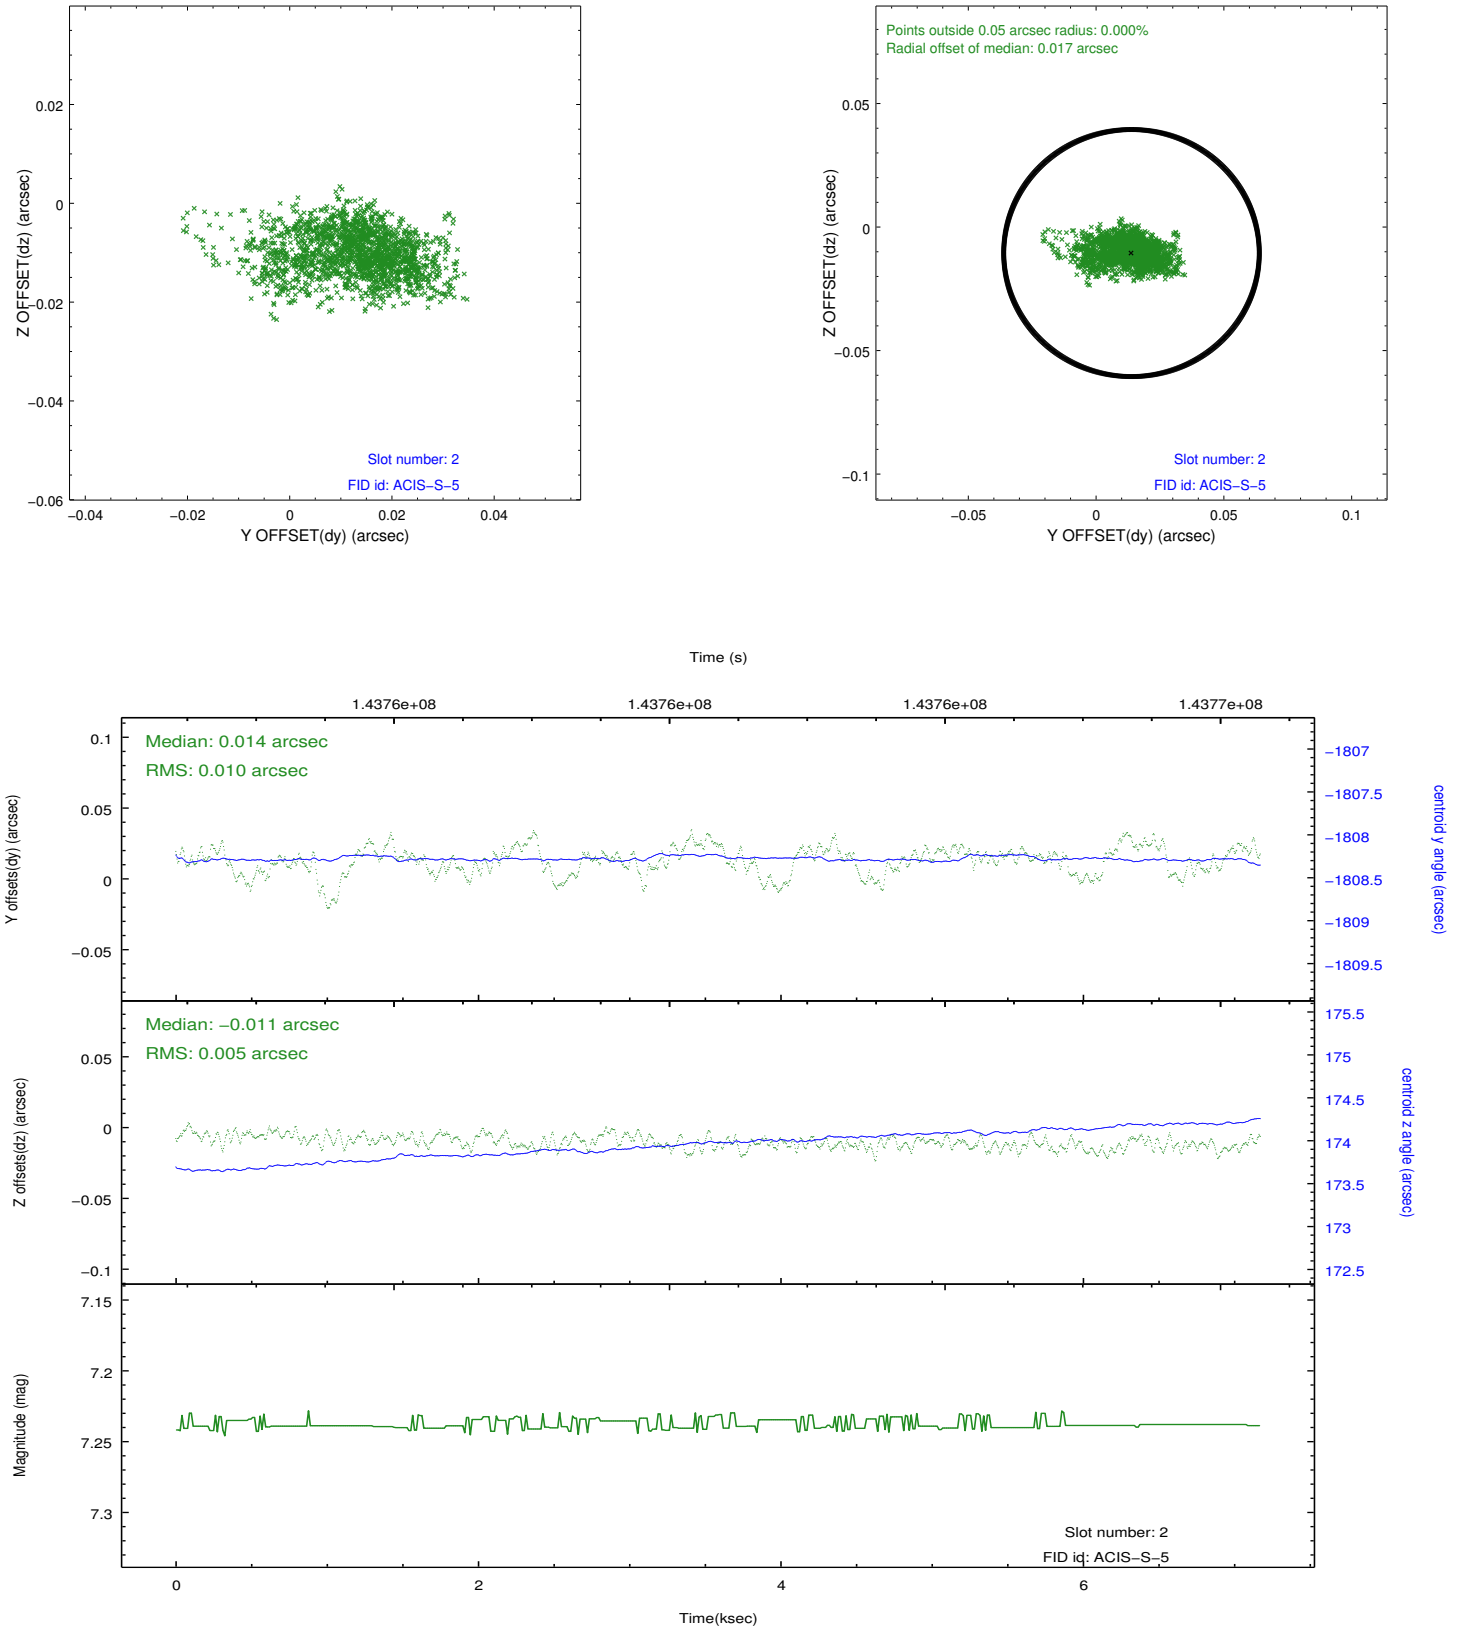 0.02
0
−0.02
−0.04
−0.06
Z OFFSET(dz) (arcsec)
Slot number: 2
FID id: ACIS−S−5
−0.04 −0.02 0 0.02 0.04
Y OFFSET(dy) (arcsec)
Points outside 0.05 arcsec radius: 0.000%
Radial offset of median: 0.017 arcsec
0.05
0
−0.05
−0.1
Z OFFSET(dz) (arcsec)
Slot number: 2
FID id: ACIS−S−5
−0.05 0 0.05 0.1
Y OFFSET(dy) (arcsec)
Time (s)
1.4376e+08 1.4376e+08 1.4376e+08 1.4377e+08
Median: 0.014 arcsec
RMS: 0.010 arcsec
0.1
0.05
0
−0.05
Y offsets(dy) (arcsec)
−1807
−1807.5
−1808
−1808.5
−1809
−1809.5
centroid y angle (arcsec)
Median: −0.011 arcsec
RMS: 0.005 arcsec
0.05
0
−0.05
−0.1
Z offsets(dz) (arcsec)
175.5
175
174.5
174
173.5
173
172.5
centroid z angle (arcsec)
7.15
7.2
7.25
7.3
Magnitude (mag)
Slot number: 2
FID id: ACIS−S−5
0 2 4 6
Time(ksec)